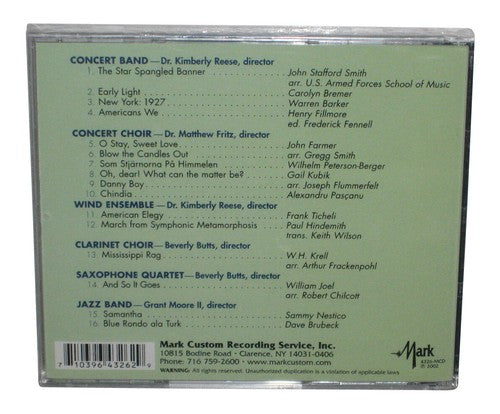 CONCERT BAND — Dr. Kimberly Reese, director
1. The Star Spangled Banner . . . . . . . . . . . John Stafford Smith
arr. U.S. Armed Forces School of Music
2. Early Light . . . . . . . . . . . Carolyn Bremer
3. New York: 1927 . . . . . . . . . . . Warren Barker
4. Americans We . . . . . . . . . . . Henry Fillmore
ed. Frederick Fennell
CONCERT CHOIR — Dr. Matthew Fritz, director
5. O Stay, Sweet Love . . . . . . . . . . . John Farmer
6. Blow the Candles Out . . . . . . . . . . . arr. Gregg Smith
7. Som Stjärnorna På Himmelen . . . . . . . . . . . Wilhelm Peterson-Berger
8. Oh, dear! What can the matter be? . . . . . . . . . . . Gail Kubik
9. Danny Boy . . . . . . . . . . . arr. Joseph Flummerfelt
10. Chindia . . . . . . . . . . . Alexandru Pașcanu
WIND ENSEMBLE — Dr. Kimberly Reese, director
11. American Elegy . . . . . . . . . . . Frank Ticheli
12. March from Symphonic Metamorphosis . . . Paul Hindemith
trans. Keith Wilson
CLARINET CHOIR — Beverly Butts, director
13. Mississippi Rag . . . . . . . . . . . W.H. Krell
arr. Arthur Frackenpohl
SAXOPHONE QUARTET — Beverly Butts, director
14. And So It Goes . . . . . . . . . . . William Joel
arr. Robert Chilcott
JAZZ BAND — Grant Moore II, director
15. Samantha . . . . . . . . . . . Sammy Nestico
16. Blue Rondo ala Turk . . . . . . . . . . . Dave Brubeck
Mark Custom Recording Service, Inc.
10815 Bodine Road - Clarence, NY 14031-0406
Phone: 716 759-2600 - www.markcustom.com
WARNING: All rights reserved. Unauthorized duplication is a violation of applicable laws
7 10396 43262 9
Mark
4326-MCD
℗ 2002